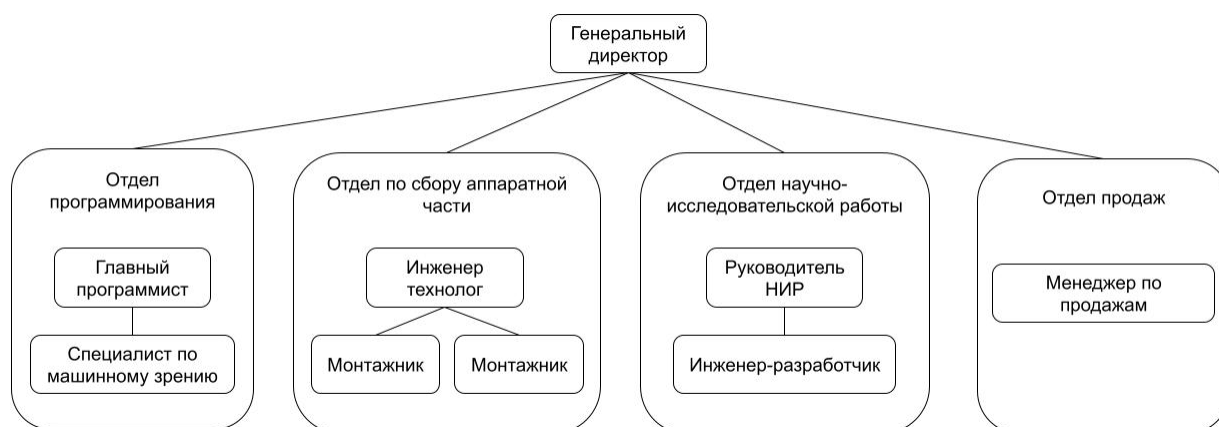 Генеральный
директор
Отдел
программирования
Главный
программист
Специалист по
машинному зрению
Отдел по сбору аппаратной
части
Инженер
технолог
Монтажник
Монтажник
Отдел научно-
исследовательской работы
Руководитель
НИР
Инженер-разработчик
Отдел продаж
Менеджер по
продажам